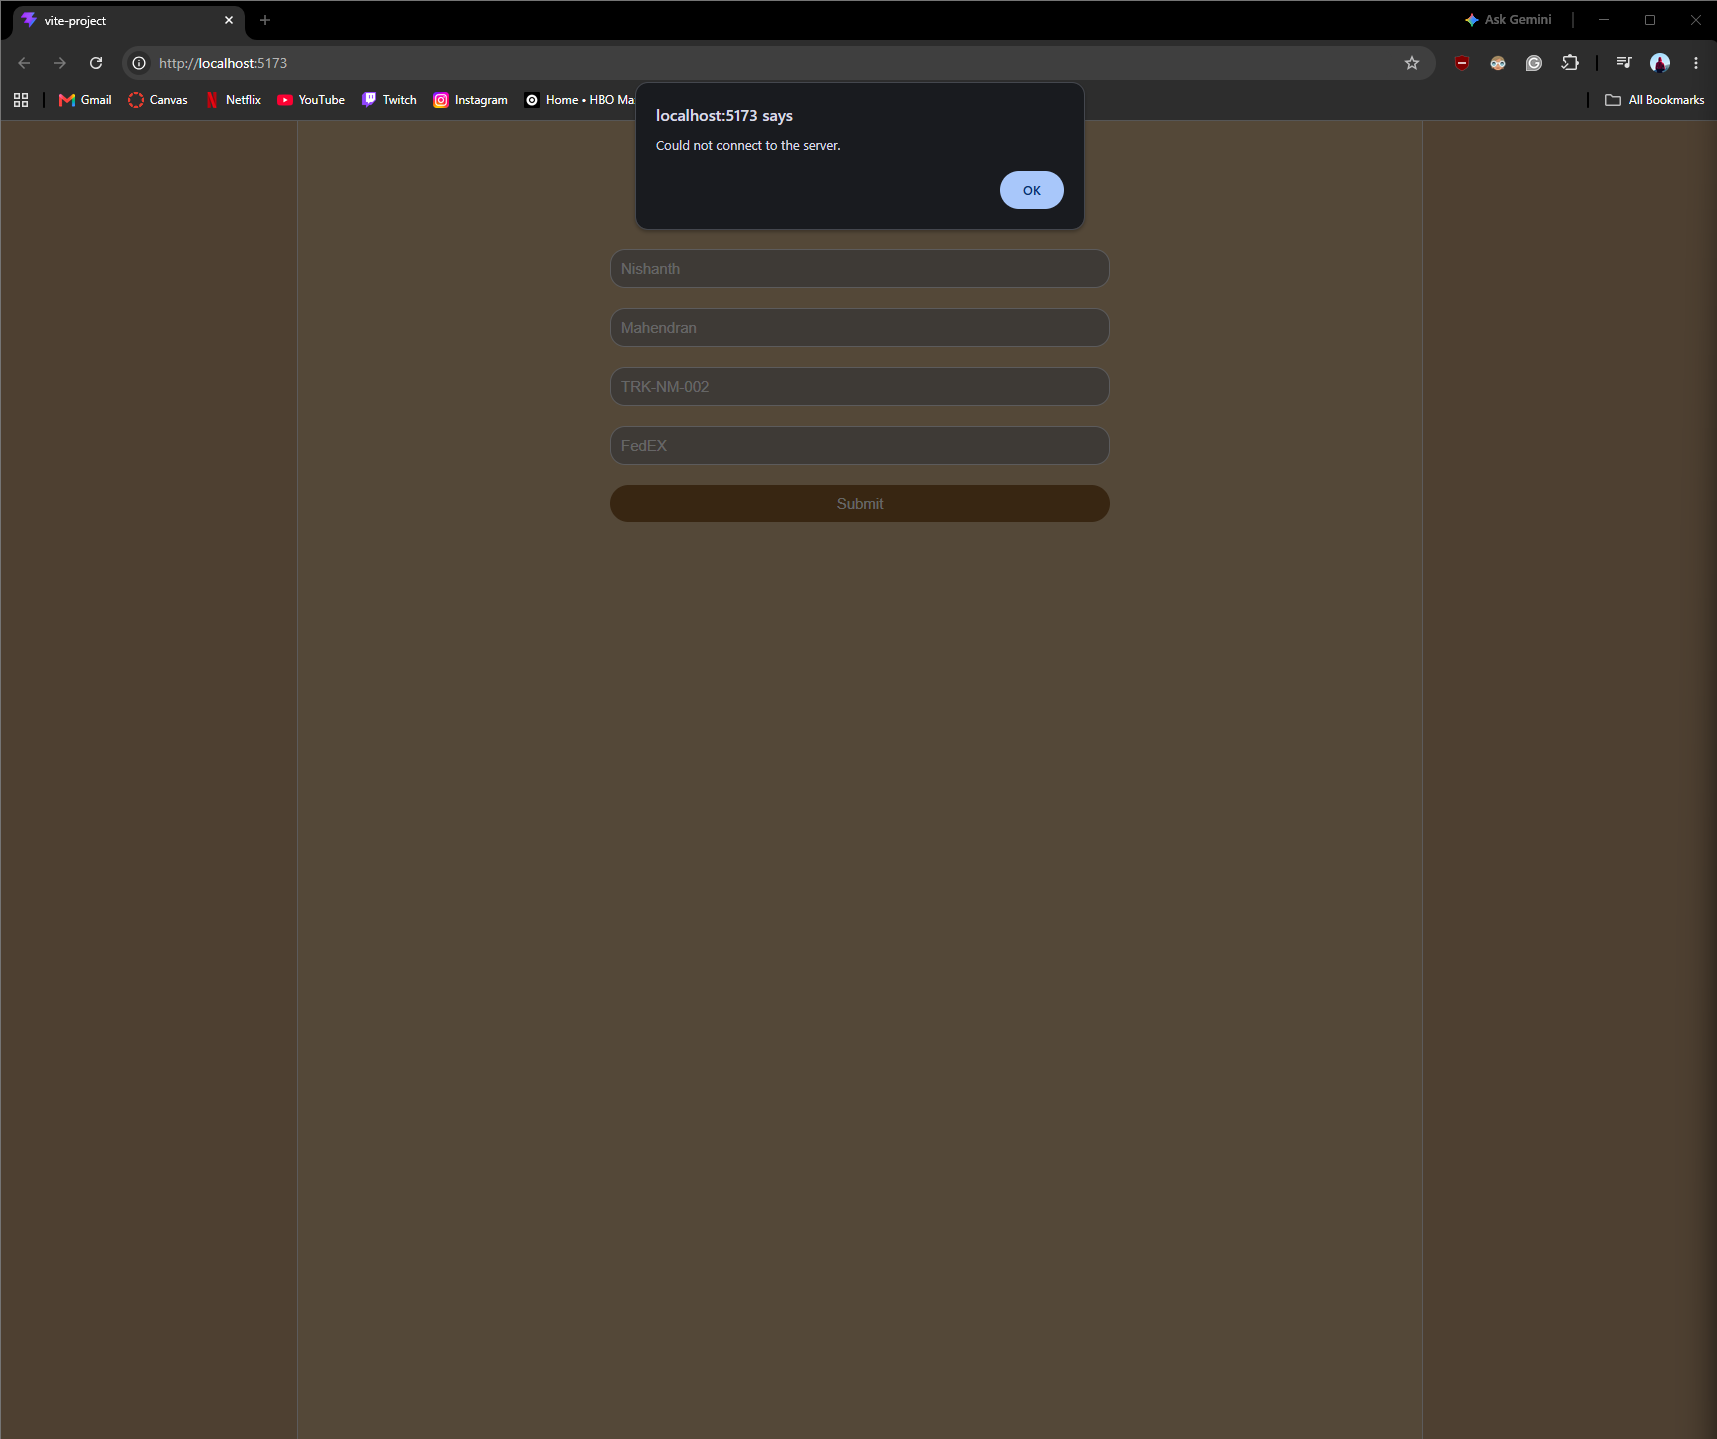 vite-project
Ask Gemini
http://localhost:5173
Gmail
Canvas
Netflix
YouTube
Twitch
Instagram
Home • HBO Ma
All Bookmarks
localhost:5173 says
Could not connect to the server.
OK
Nishanth
Mahendran
TRK-NM-002
FedEX
Submit